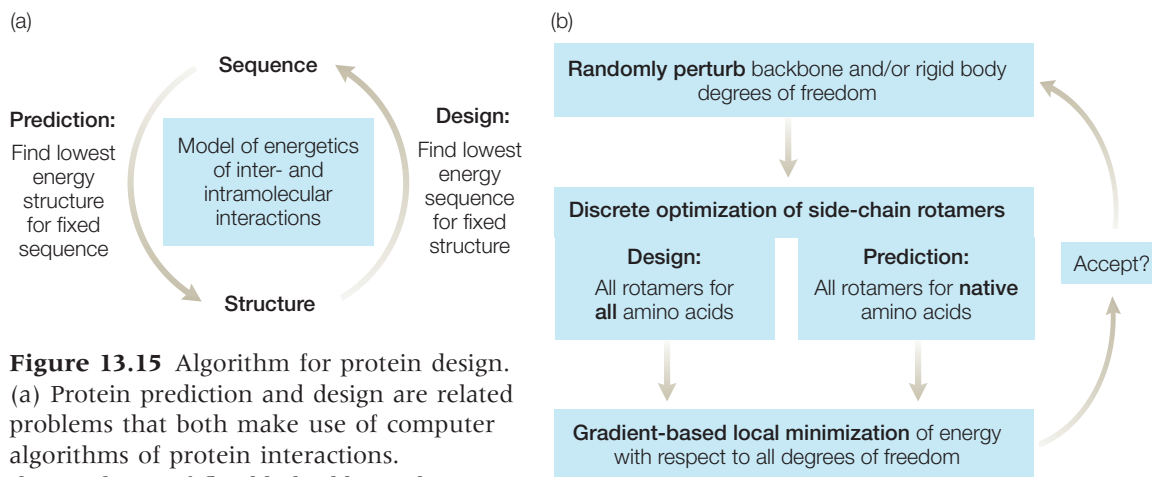 (a)
Sequence
Prediction:
Find lowest
energy
structure
for fixed
sequence
Model of energetics
of inter- and
intramolecular
interactions
Design:
Find lowest
energy
sequence
for fixed
structure
Structure
Figure 13.15 Algorithm for protein design.
(a) Protein prediction and design are related
problems that both make use of computer
algorithms of protein interactions.
(b)
Randomly perturb backbone and/or rigid body
degrees of freedom
Discrete optimization of side-chain rotamers
Design:
All rotamers for
all amino acids
Prediction:
All rotamers for native
amino acids
Accept?
Gradient-based local minimization of energy
with respect to all degrees of freedom